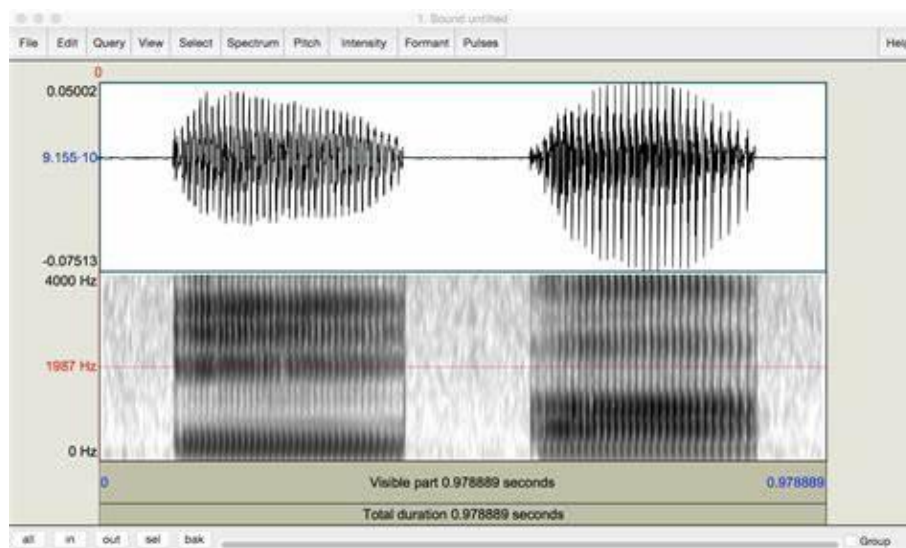 1. Sound untitled
File Edit Query View Select Spectrum Pitch Intensity Formant Pulses Help
0
0.05002
9.155·10
-0.07513
4000 Hz
1987 Hz
0 Hz
0 Visible part 0.978889 seconds 0.978889
Total duration 0.978889 seconds
all in out sel bak Group